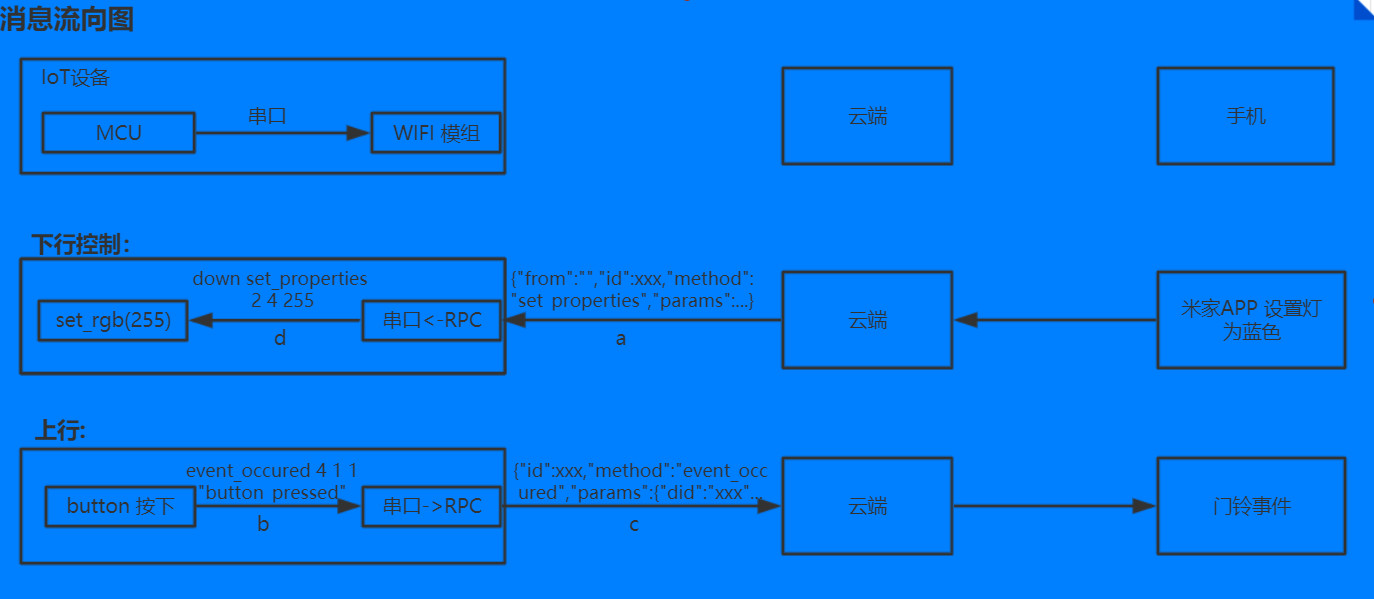 消息流向图
IoT设备
MCU
串口
WIFI 模组
云端
手机
下行控制:
down set_properties
2 4 255
set_rgb(255)
d
串口<-RPC
{"from":"","id":xxx,"method":
"set_properties","params":...}
a
云端
米家APP 设置灯
为蓝色
上行:
event_occured 4 1 1
"button_pressed"
button 按下
b
串口->RPC
{"id":xxx,"method":"event_occ
ured","params":{"did":"xxx"...
c
云端
门铃事件